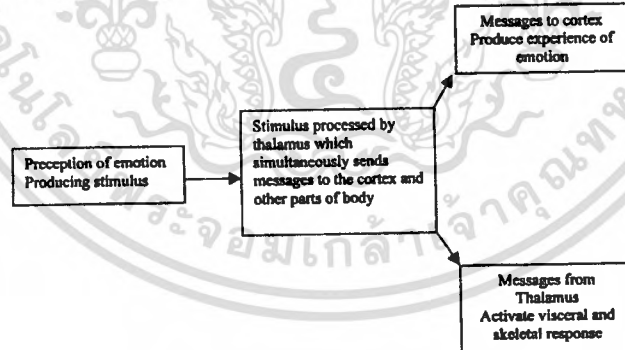 Messages to cortex
Produce experience of
emotion
Preception of emotion
Producing stimulus
Stimulus processed by
thalamus which
simultaneously sends
messages to the cortex and
other parts of body
Messages from
Thalamus
Activate visceral and
skeletal response